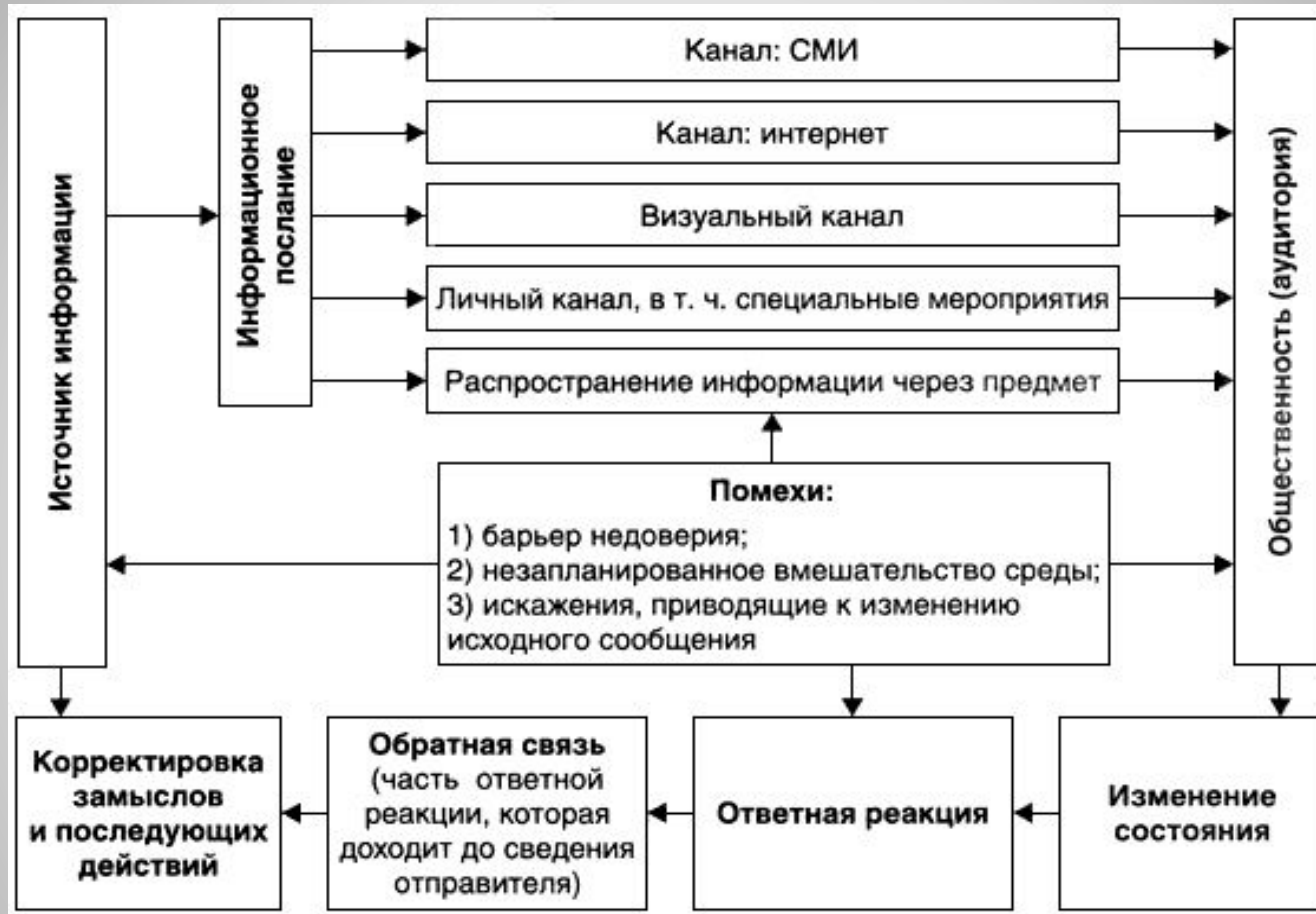 Источник информации
Информационное
послание
Канал: СМИ
Канал: интернет
Визуальный канал
Личный канал, в т. ч. специальные мероприятия
Распространение информации через предмет
Общественность (аудитория)
Помехи:
1) барьер недоверия;
2) незапланированное вмешательство среды;
3) искажения, приводящие к изменению
исходного сообщения
Корректировка
замыслов
и последующих
действий
Обратная связь
(часть ответной
реакции, которая
доходит до сведения
отправителя)
Ответная реакция
Изменение
состояния